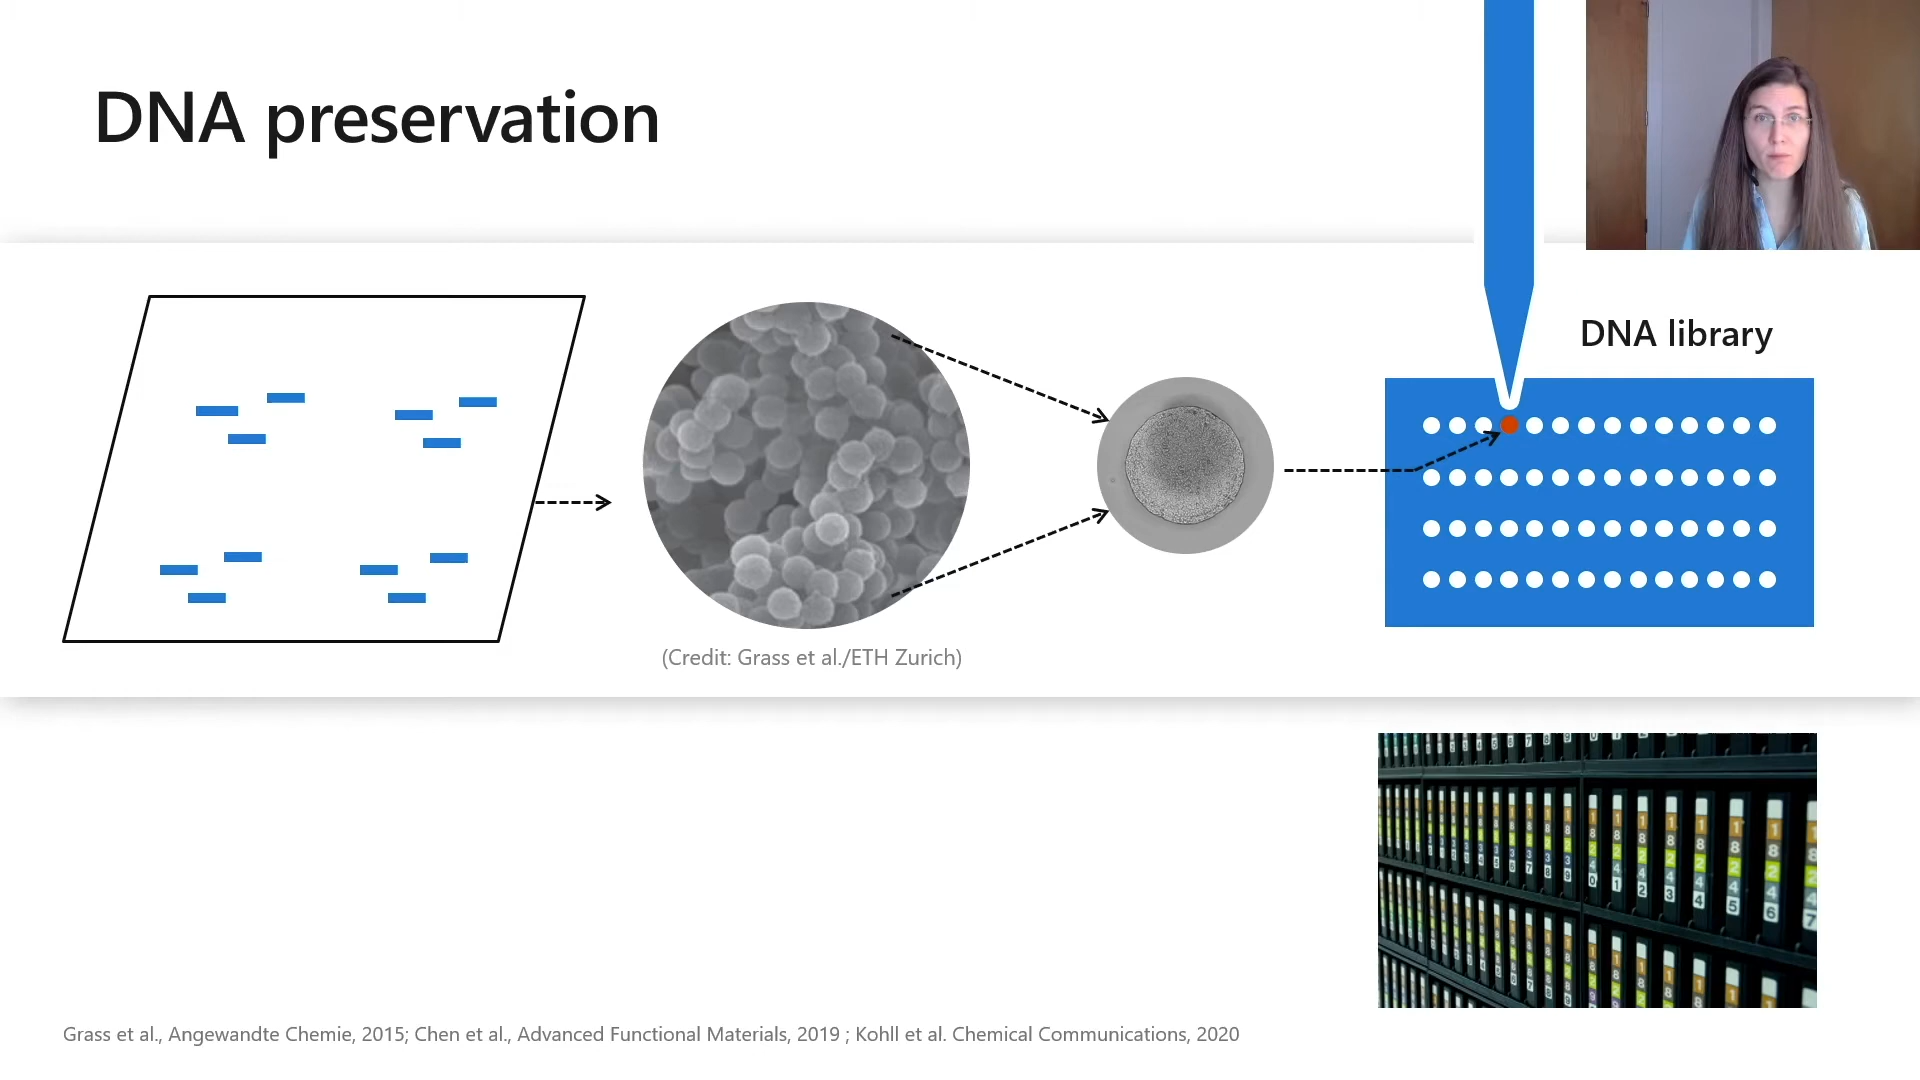 DNA preservation
DNA library
(Credit: Grass et al./ETH Zurich)
Grass et al., Angewandte Chemie, 2015; Chen et al., Advanced Functional Materials, 2019 ; Kohll et al. Chemical Communications, 2020